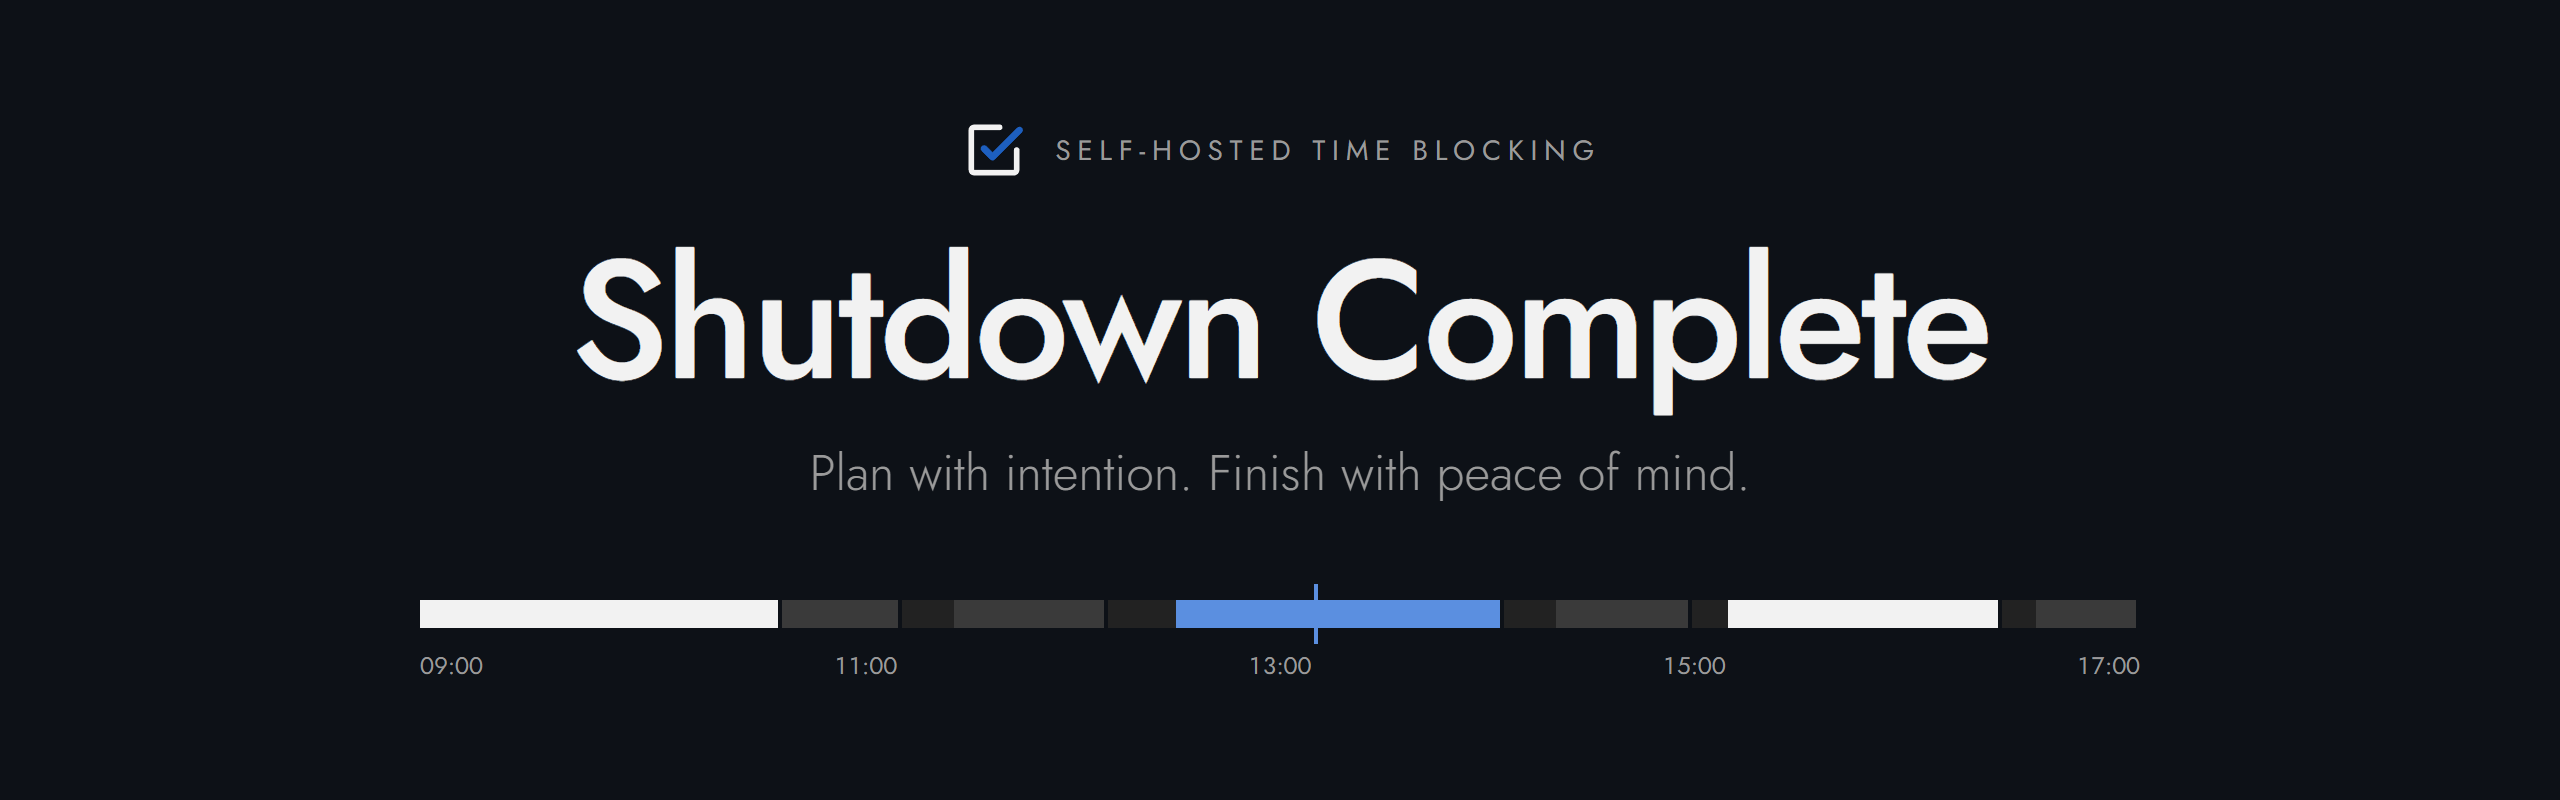 SELF-HOSTED TIME BLOCKING
Shutdown Complete
Plan with intention. Finish with peace of mind.
09:00 11:00 13:00 15:00 17:00